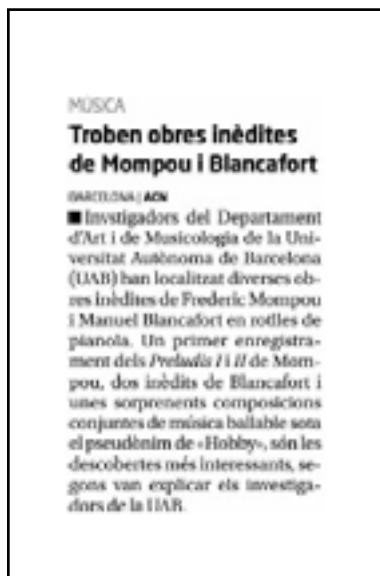 MÚSICA
Troben obres inèdites
de Mompou i Blancafort
BARCELONA | ACN
■ Invstigadors del Departament
d'Art i de Musicologia de la Uni-
versitat Autònoma de Barcelona
(UAB) han localitzat diverses ob-
res inèdites de Frederic Mompou
i Manuel Blancafort en rotlles de
pianola. Un primer enregistra-
ment dels Preludis I i II de Mom-
pou, dos inèdits de Blancafort i
unes sorprenents composicions
conjuntes de música ballable sota
el pseudònim de «Hobby», són les
descobertes més interessants, se-
gons van explicar els investiga-
dors de la UAB.